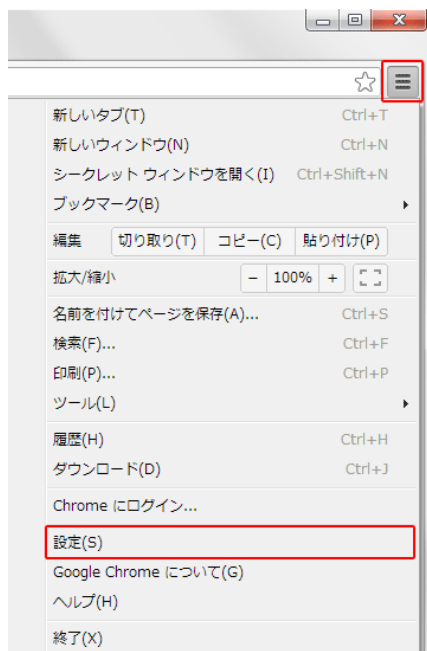 新しいタブ(T) Ctrl+T
新しいウィンドウ(N) Ctrl+N
シークレット ウィンドウを開く(I) Ctrl+Shift+N
ブックマーク(B)
編集 切り取り(T) コピー(C) 貼り付け(P)
拡大/縮小 − 100% +
名前を付けてページを保存(A)... Ctrl+S
検索(F)... Ctrl+F
印刷(P)... Ctrl+P
ツール(L)
履歴(H) Ctrl+H
ダウンロード(D) Ctrl+J
Chrome にログイン...
設定(S)
Google Chrome について(G)
ヘルプ(H)
終了(X)